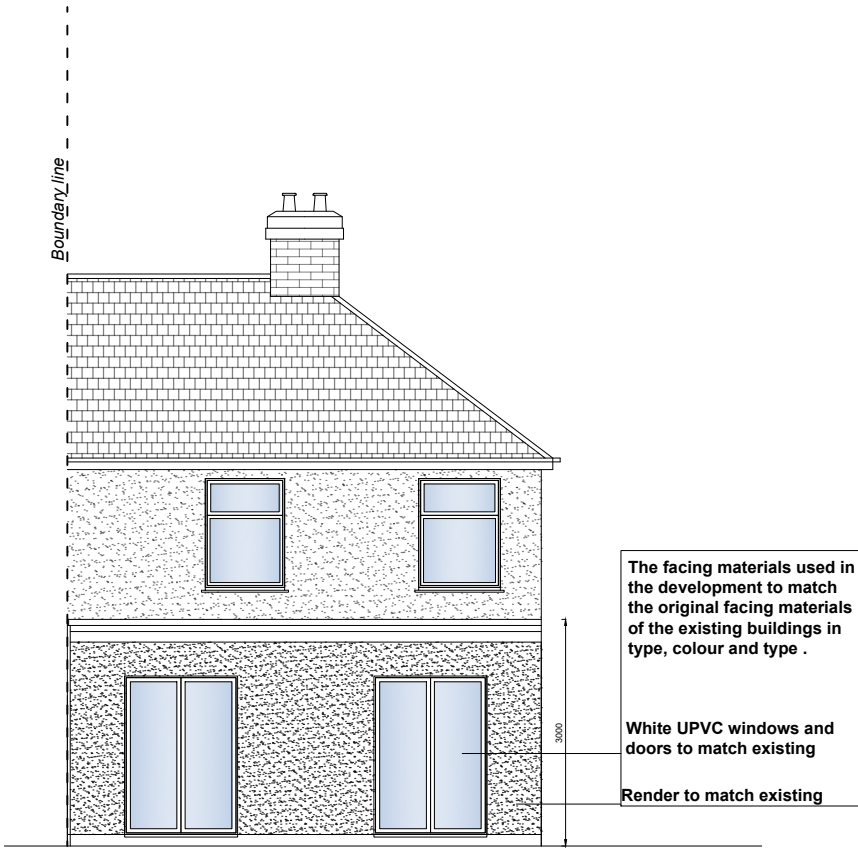 Boundary line
The facing materials used in
the development to match
the original facing materials
of the existing buildings in
type, colour and type .
White UPVC windows and
doors to match existing
3000
Render to match existing